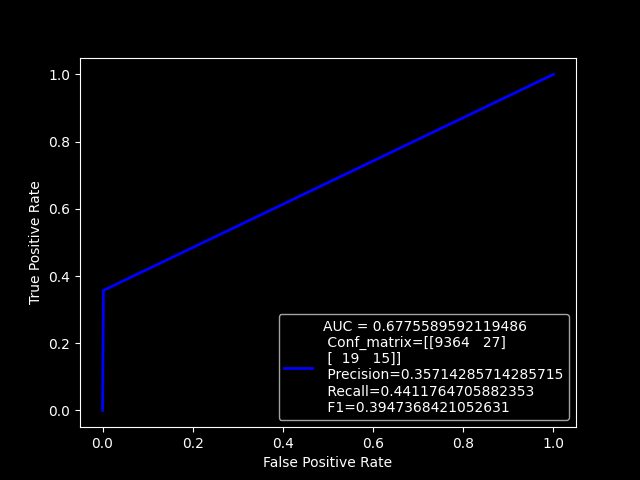 1.0
0.8
0.6
0.4
0.2
0.0
True Positive Rate
AUC = 0.6775589592119486
Conf_matrix=[[9364 27]
[ 19 15]]
Precision=0.35714285714285715
Recall=0.4411764705882353
F1=0.3947368421052631
0.0 0.2 0.4 0.6 0.8 1.0
False Positive Rate